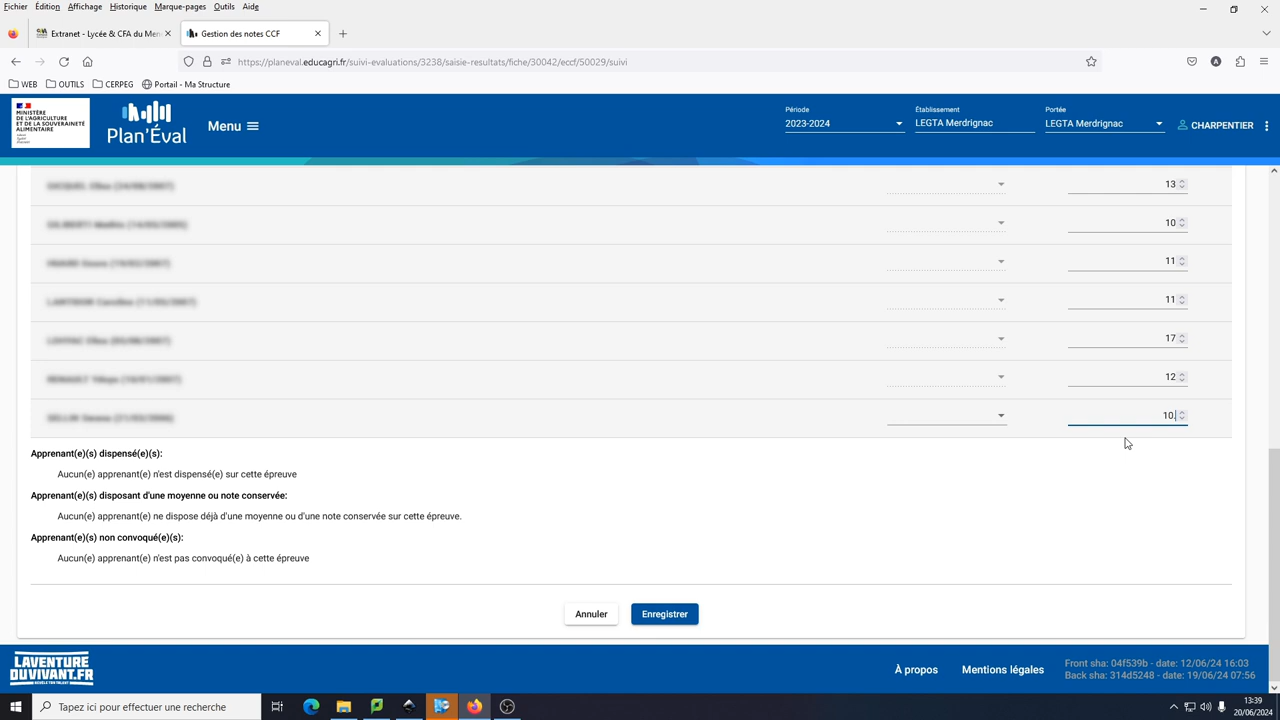 Fichier Édition Affichage Historique Marque-pages Outils Aide
Extranet - Lycée & CFA du Men
Gestion des notes CCF
https://planeval.educagri.fr/suivi-evaluations/3238/saisie-resultats/fiche/30042/eccf/50029/suivi
WEB OUTILS CERPEG Portail - Ma Structure
MINISTÈRE DE L'AGRICULTURE ET DE LA SOUVERAINETÉ ALIMENTAIRE
Plan'Éval
Menu
Période
2023-2024
Établissement
LEGTA Merdrignac
Portée
LEGTA Merdrignac
CHARPENTIER
13
10
11
11
17
12
10,
Apprenant(e)(s) dispensé(e)(s):
Aucun(e) apprenant(e) n'est dispensé(e) sur cette épreuve
Apprenant(e)(s) disposant d'une moyenne ou note conservée:
Aucun(e) apprenant(e) ne dispose déjà d'une moyenne ou d'une note conservée sur cette épreuve.
Apprenant(e)(s) non convoqué(e)(s):
Aucun(e) apprenant(e) n'est pas convoqué(e) à cette épreuve
Annuler
Enregistrer
LAVENTURE
DUVIVANT.FR
À propos
Mentions légales
Front sha: 04f539b - date: 12/06/24 16:03
Back sha: 314d5248 - date: 19/06/24 07:56
Tapez ici pour effectuer une recherche
13:39
20/06/2024